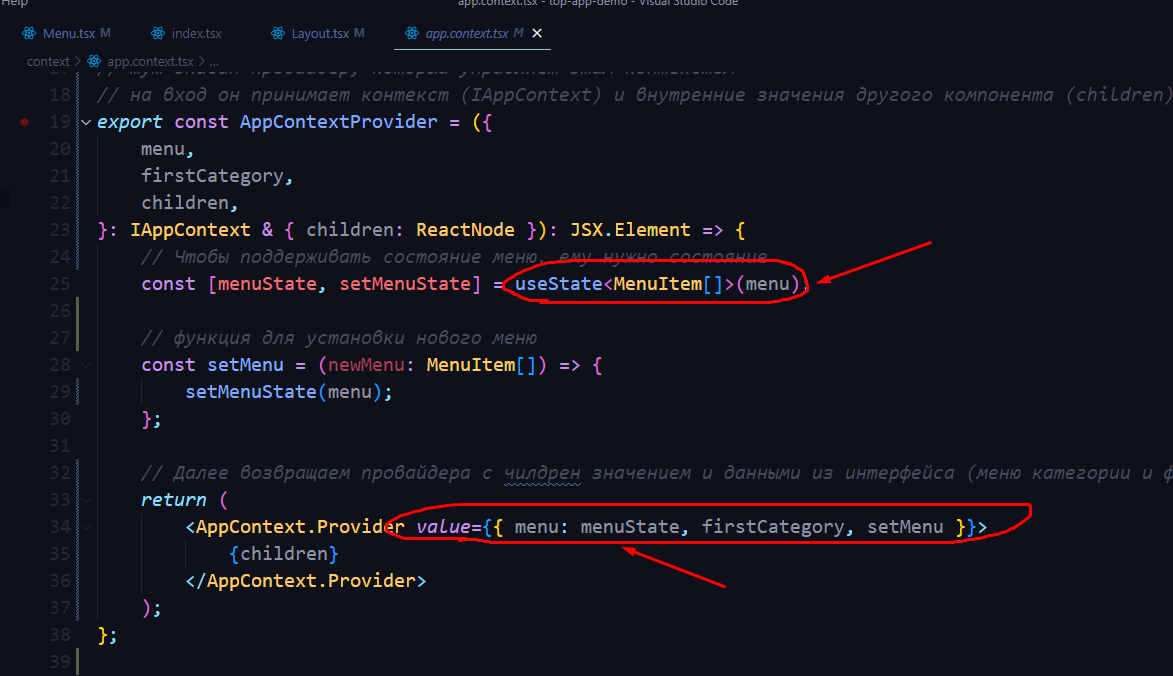 Help
app.context.tsx - top-app-demo - Visual Studio Code
Menu.tsx M index.tsx Layout.tsx M app.context.tsx M ×
context > app.context.tsx > ...
18 // на вход он принимает контекст (IAppContext) и внутренние значения другого компонента (children)
19 export const AppContextProvider = ({
20 menu,
21 firstCategory,
22 children,
23 }: IAppContext & { children: ReactNode }): JSX.Element => {
24 // Чтобы поддерживать состояние меню, ему нужно состояние
25 const [menuState, setMenuState] = useState<MenuItem[]>(menu);
26
27 // функция для установки нового меню
28 const setMenu = (newMenu: MenuItem[]) => {
29 setMenuState(menu);
30 };
31
32 // Далее возвращаем провайдера с чилдрен значением и данными из интерфейса (меню категории и ф
33 return (
34 <AppContext.Provider value={{ menu: menuState, firstCategory, setMenu }}>
35 {children}
36 </AppContext.Provider>
37 );
38 };
39